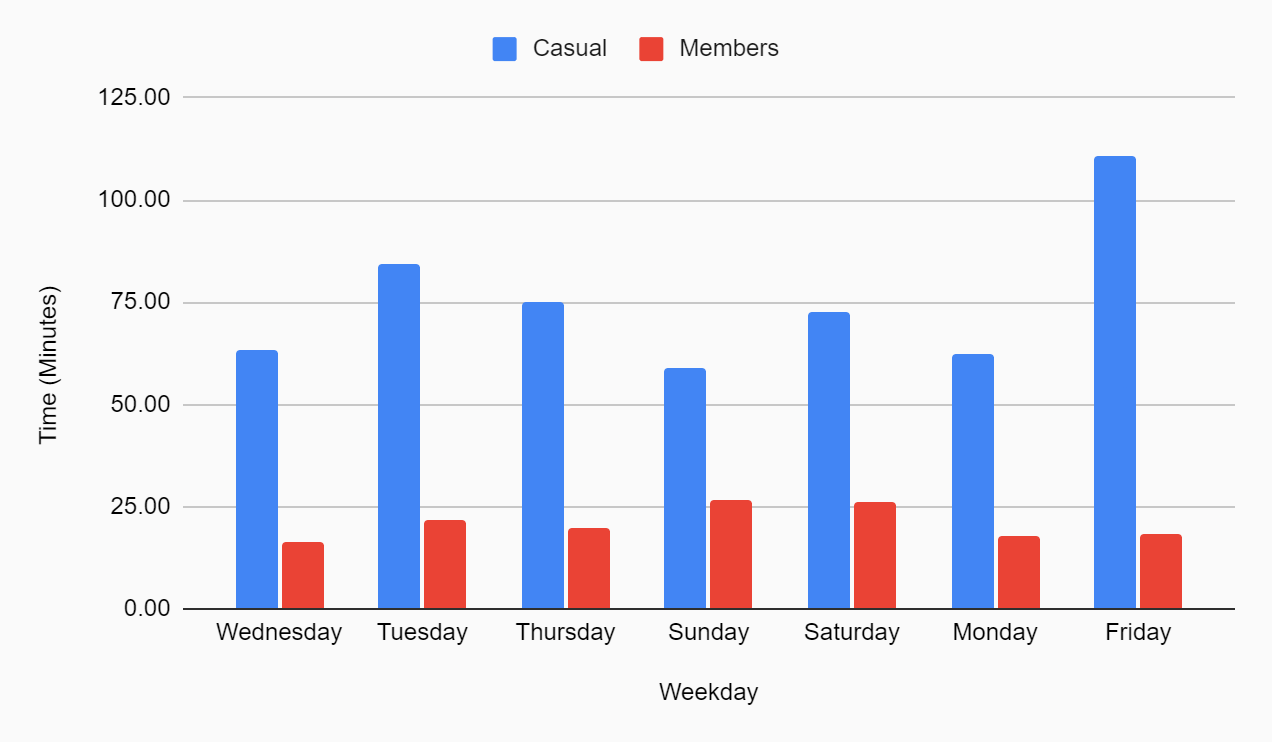 Casual Members
125.00
100.00
75.00
50.00
25.00
0.00
Time (Minutes)
Wednesday Tuesday Thursday Sunday Saturday Monday Friday
Weekday